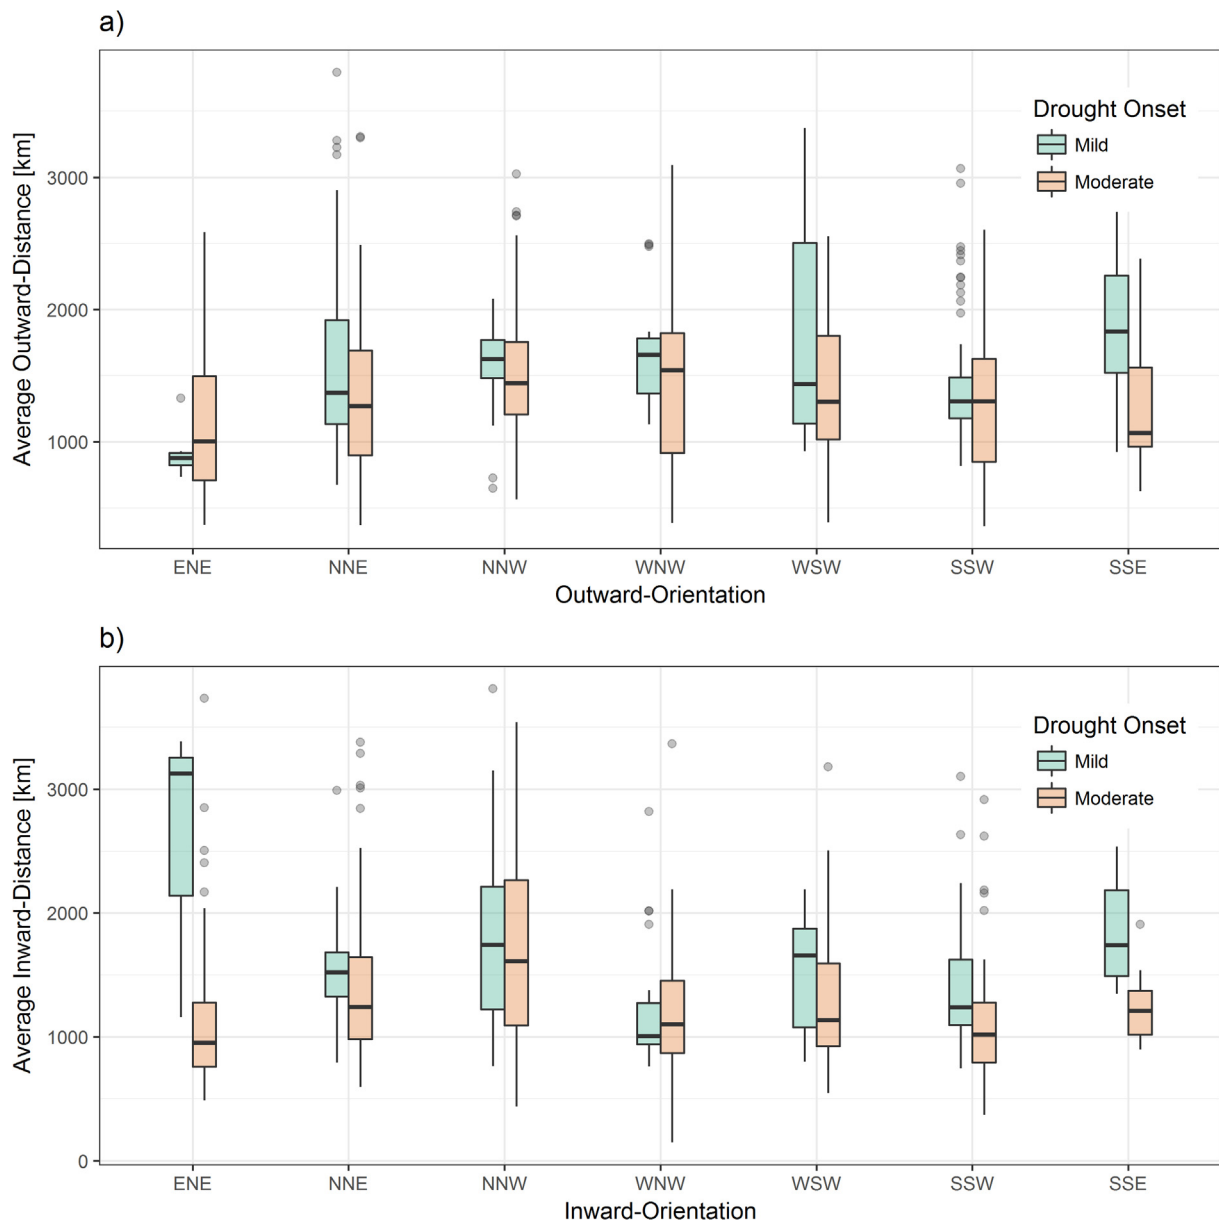 a)
Average Outward-Distance [km]
3000
2000
1000
Drought Onset
Mild
Moderate
ENE NNE NNW WNW WSW SSW SSE
Outward-Orientation
b)
Average Inward-Distance [km]
3000
2000
1000
0
Drought Onset
Mild
Moderate
ENE NNE NNW WNW WSW SSW SSE
Inward-Orientation